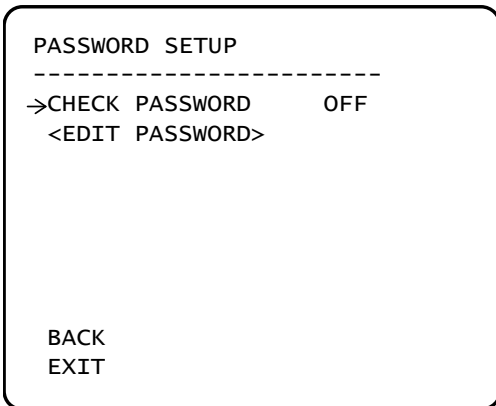 PASSWORD SETUP
------------------------
→CHECK PASSWORD OFF
<EDIT PASSWORD>
BACK
EXIT